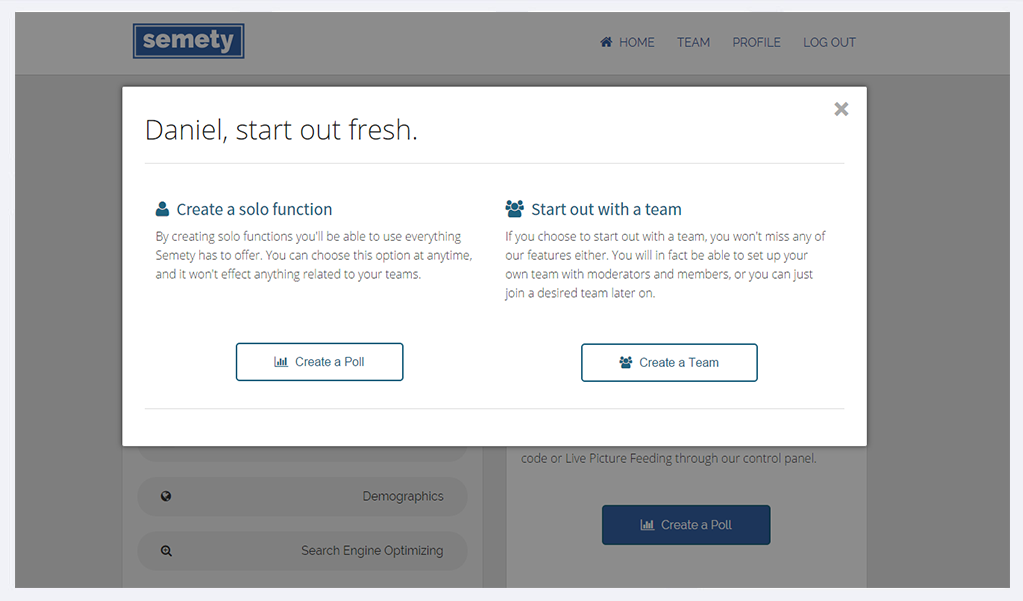 semety
HOME TEAM PROFILE LOG OUT
Daniel, start out fresh.
Create a solo function
By creating solo functions you'll be able to use everything
Semety has to offer. You can choose this option at anytime,
and it won't effect anything related to your teams.
Create a Poll
Start out with a team
If you choose to start out with a team, you won't miss any of
our features either. You will in fact be able to set up your
own team with moderators and members, or you can just
join a desired team later on.
Create a Team
Demographics
Search Engine Optimizing
code or Live Picture Feeding through our control panel.
Create a Poll